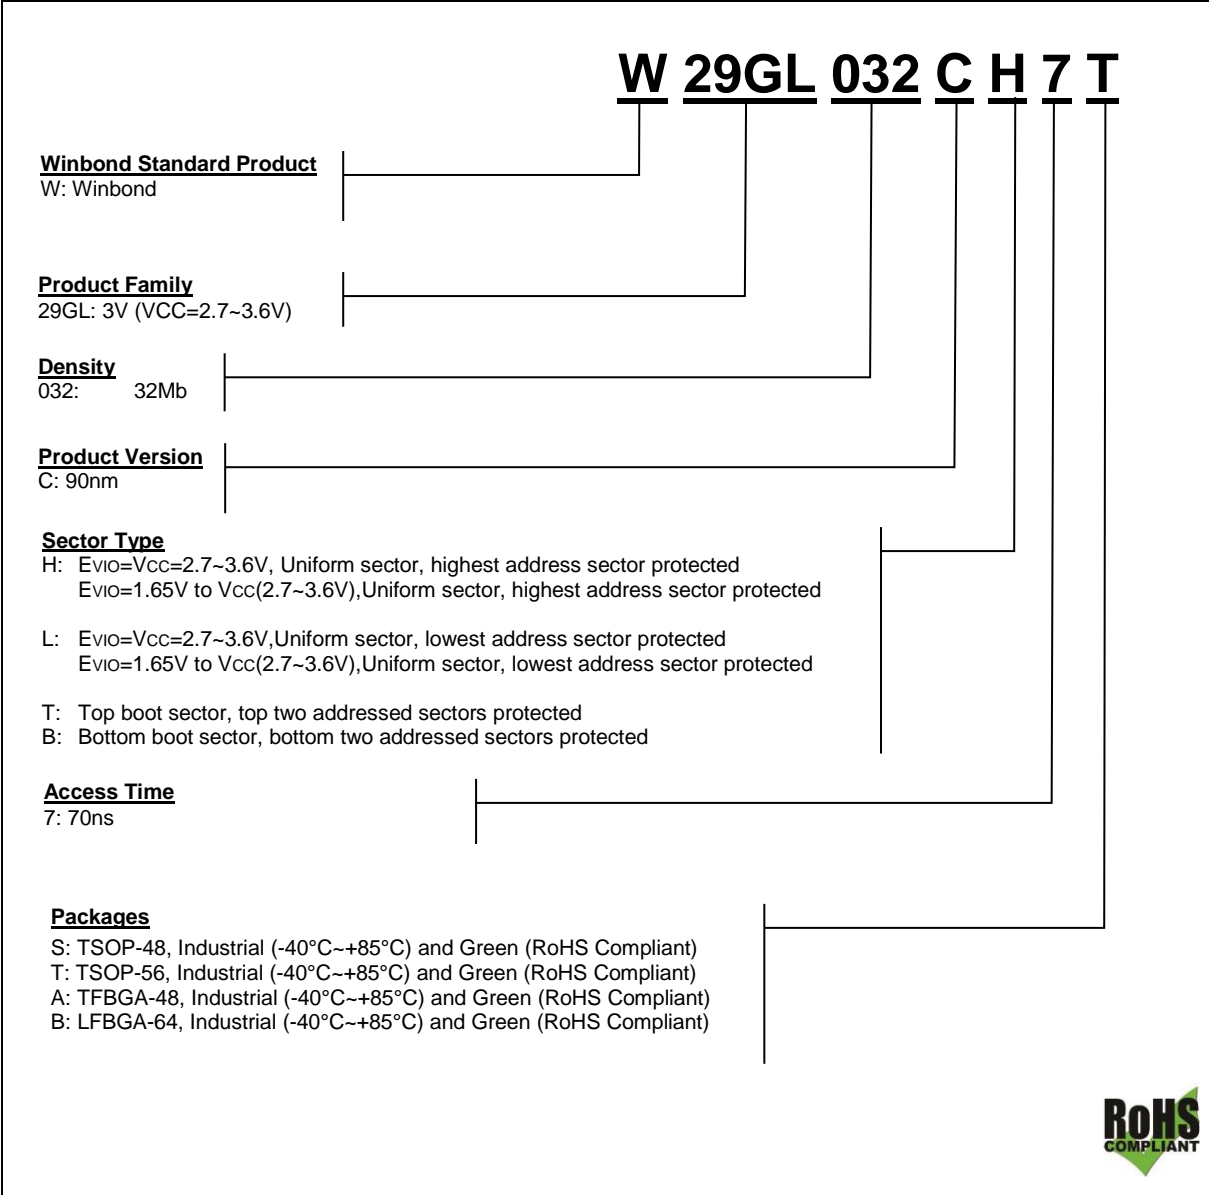 W 29GL 032 C H 7 T
Winbond Standard Product
W: Winbond
Product Family
29GL: 3V (VCC=2.7~3.6V)
Density
032: 32Mb
Product Version
C: 90nm
Sector Type
H: EVIO=VCC=2.7~3.6V, Uniform sector, highest address sector protected
EVIO=1.65V to VCC(2.7~3.6V),Uniform sector, highest address sector protected
L: EVIO=VCC=2.7~3.6V,Uniform sector, lowest address sector protected
EVIO=1.65V to VCC(2.7~3.6V),Uniform sector, lowest address sector protected
T: Top boot sector, top two addressed sectors protected
B: Bottom boot sector, bottom two addressed sectors protected
Access Time
7: 70ns
Packages
S: TSOP-48, Industrial (-40°C~+85°C) and Green (RoHS Compliant)
T: TSOP-56, Industrial (-40°C~+85°C) and Green (RoHS Compliant)
A: TFBGA-48, Industrial (-40°C~+85°C) and Green (RoHS Compliant)
B: LFBGA-64, Industrial (-40°C~+85°C) and Green (RoHS Compliant)
RoHS
COMPLIANT